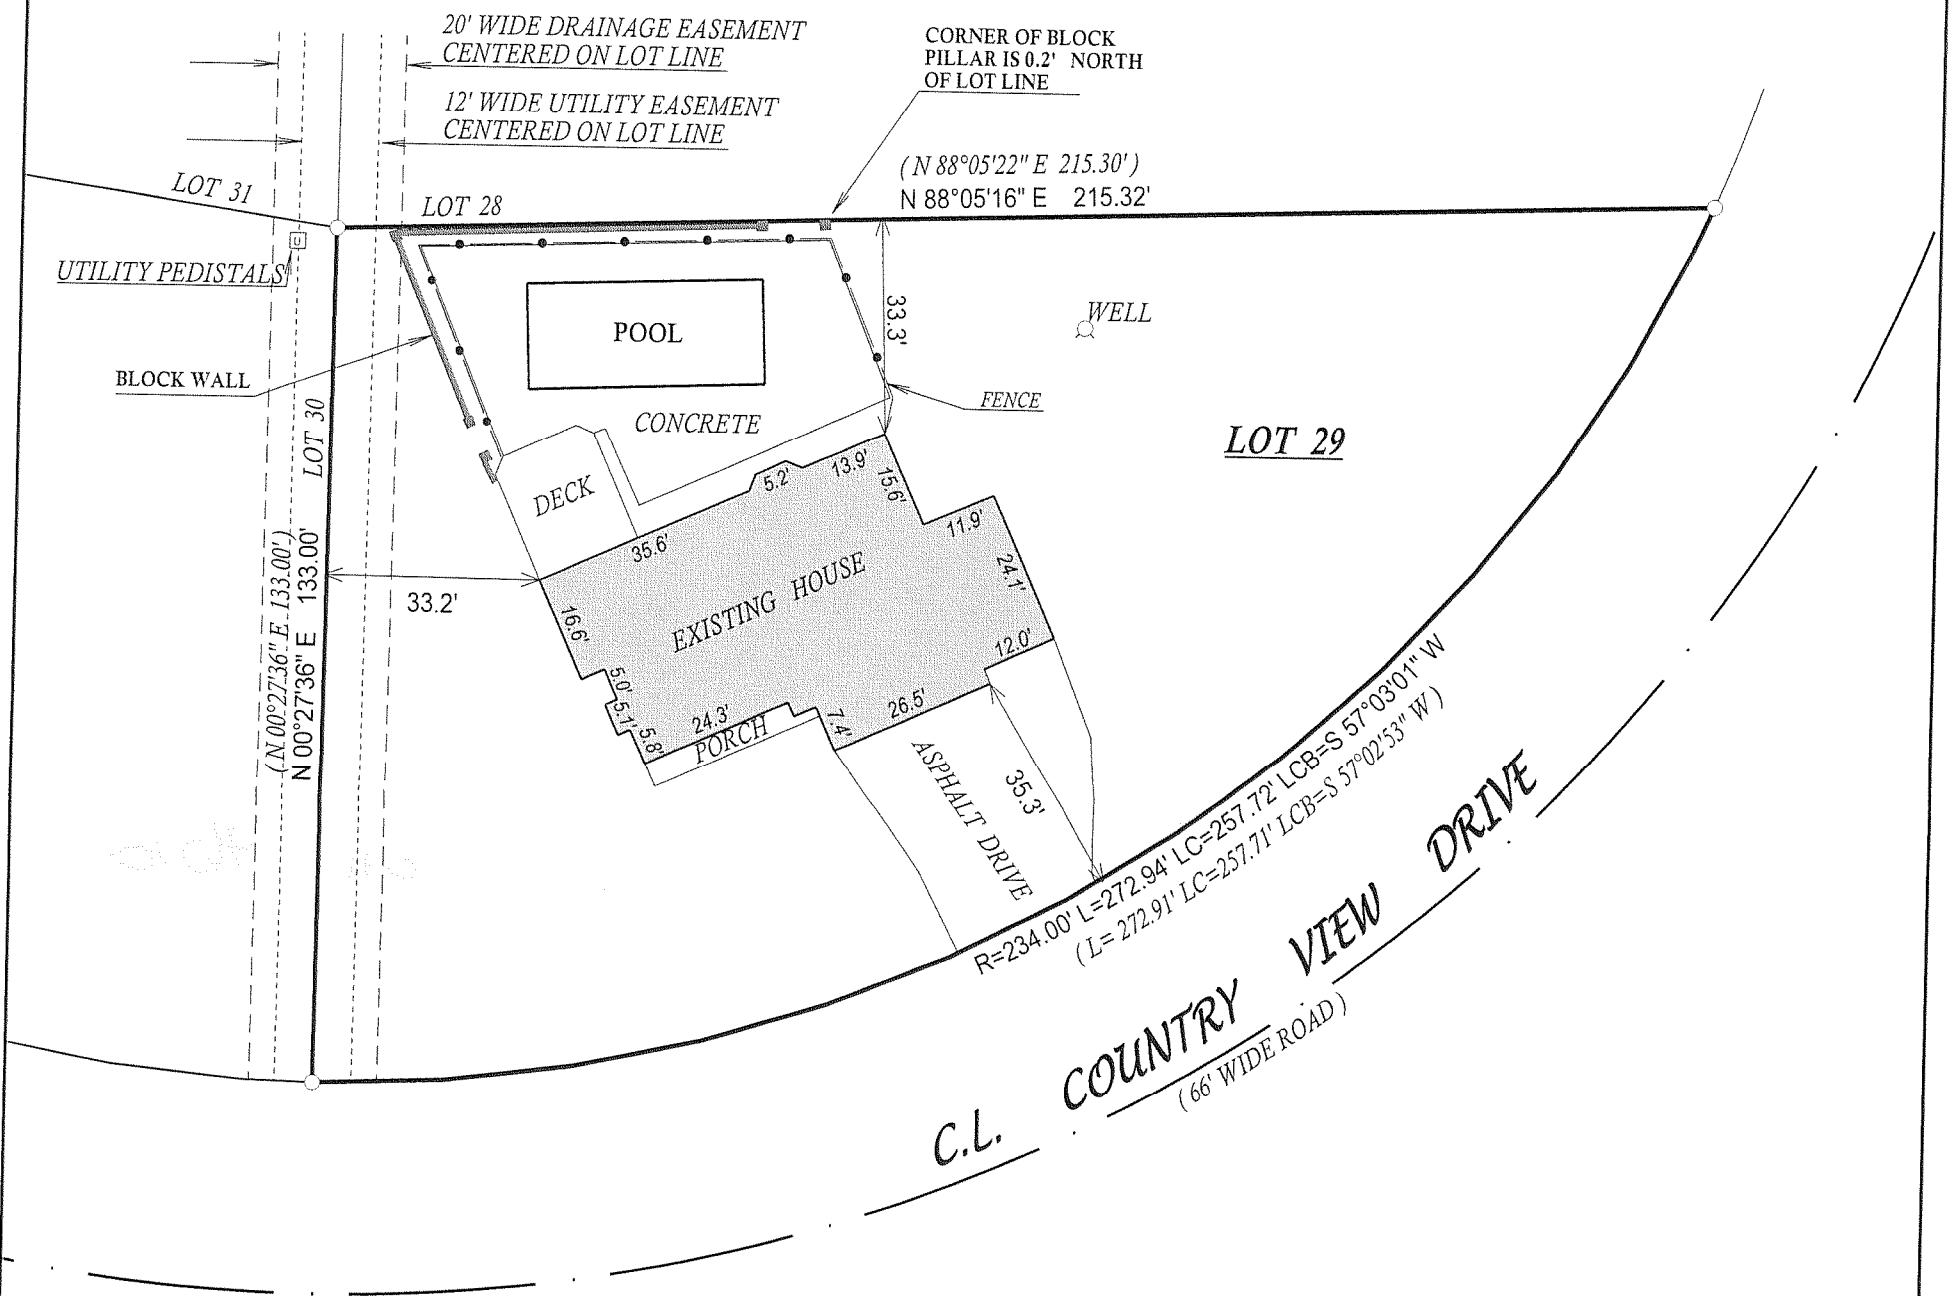 20' WIDE DRAINAGE EASEMENT
CENTERED ON LOT LINE
12' WIDE UTILITY EASEMENT
CENTERED ON LOT LINE
CORNER OF BLOCK
PILLAR IS 0.2' NORTH
OF LOT LINE
( N 88°05'22" E 215.30' )
N 88°05'16" E 215.32'
LOT 31
LOT 28
U
UTILITY PEDISTALS
POOL
33.3'
WELL
BLOCK WALL
FENCE
CONCRETE
LOT 30
LOT 29
DECK
5.2'
13.9'
15.6'
11.9'
35.6'
24.1'
EXISTING HOUSE
( N 00°27'36" E 133.00' )
N 00°27'36" E 133.00'
33.2'
16.6'
12.0'
5.0'
5.1'
5.8'
24.3'
7.4'
26.5'
PORCH
ASPHALT DRIVE
35.3'
R=234.00' L=272.94' LC=257.72' LCB=S 57°03'01" W
( L= 272.91' LC=257.71' LCB=S 57°02'53" W )
C.L. COUNTRY VIEW DRIVE
( 66' WIDE ROAD )